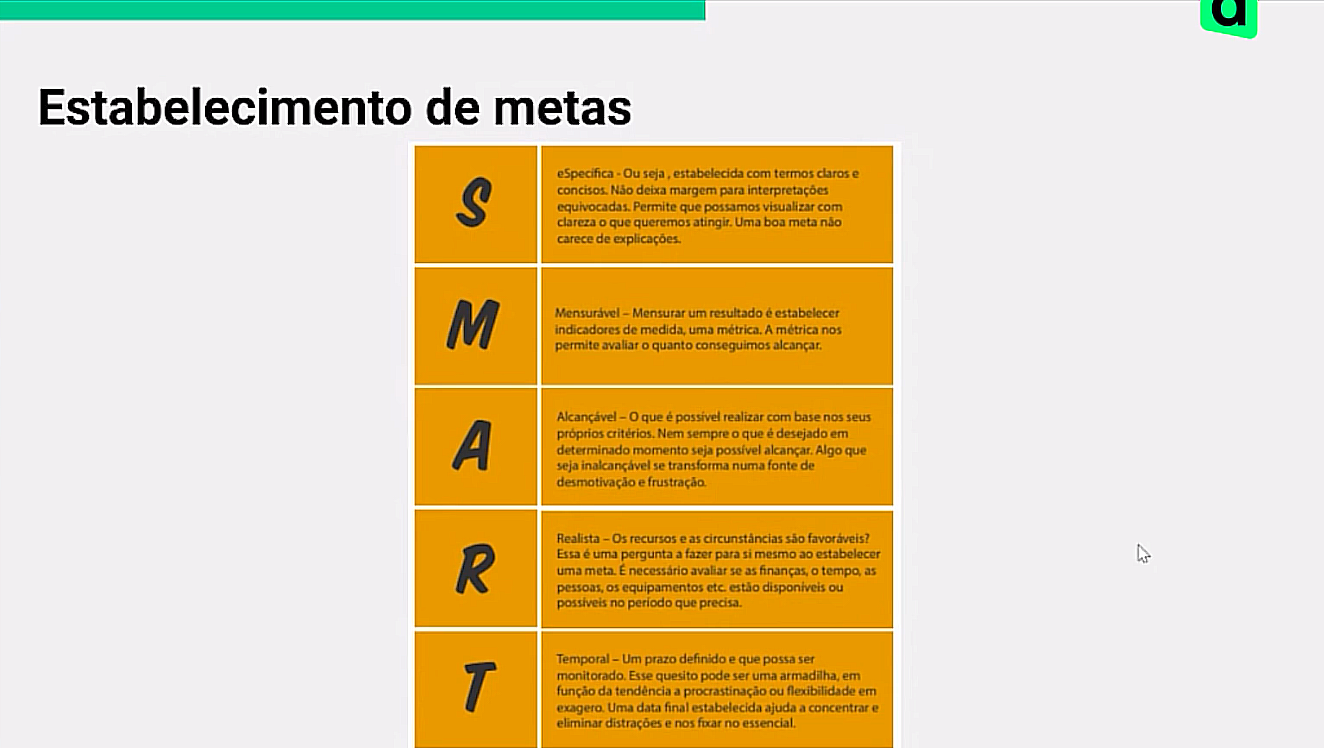 d
Estabelecimento de metas
S
eSpecífica - Ou seja , estabelecida com termos claros e
concisos. Não deixa margem para interpretações
equivocadas. Permite que possamos visualizar com
clareza o que queremos atingir. Uma boa meta não
carece de explicações.
M
Mensurável – Mensurar um resultado é estabelecer
indicadores de medida, uma métrica. A métrica nos
permite avaliar o quanto conseguimos alcançar.
A
Alcançável – O que é possível realizar com base nos seus
próprios critérios. Nem sempre o que é desejado em
determinado momento seja possível alcançar. Algo que
seja inalcançável se transforma numa fonte de
desmotivação e frustração.
R
Realista – Os recursos e as circunstâncias são favoráveis?
Essa é uma pergunta a fazer para si mesmo ao estabelecer
uma meta. É necessário avaliar se as finanças, o tempo, as
pessoas, os equipamentos etc. estão disponíveis ou
possíveis no período que precisa.
T
Temporal – Um prazo definido e que possa ser
monitorado. Esse quesito pode ser uma armadilha, em
função da tendência a procrastinação ou flexibilidade em
exagero. Uma data final estabelecida ajuda a concentrar e
eliminar distrações e nos fixar no essencial.